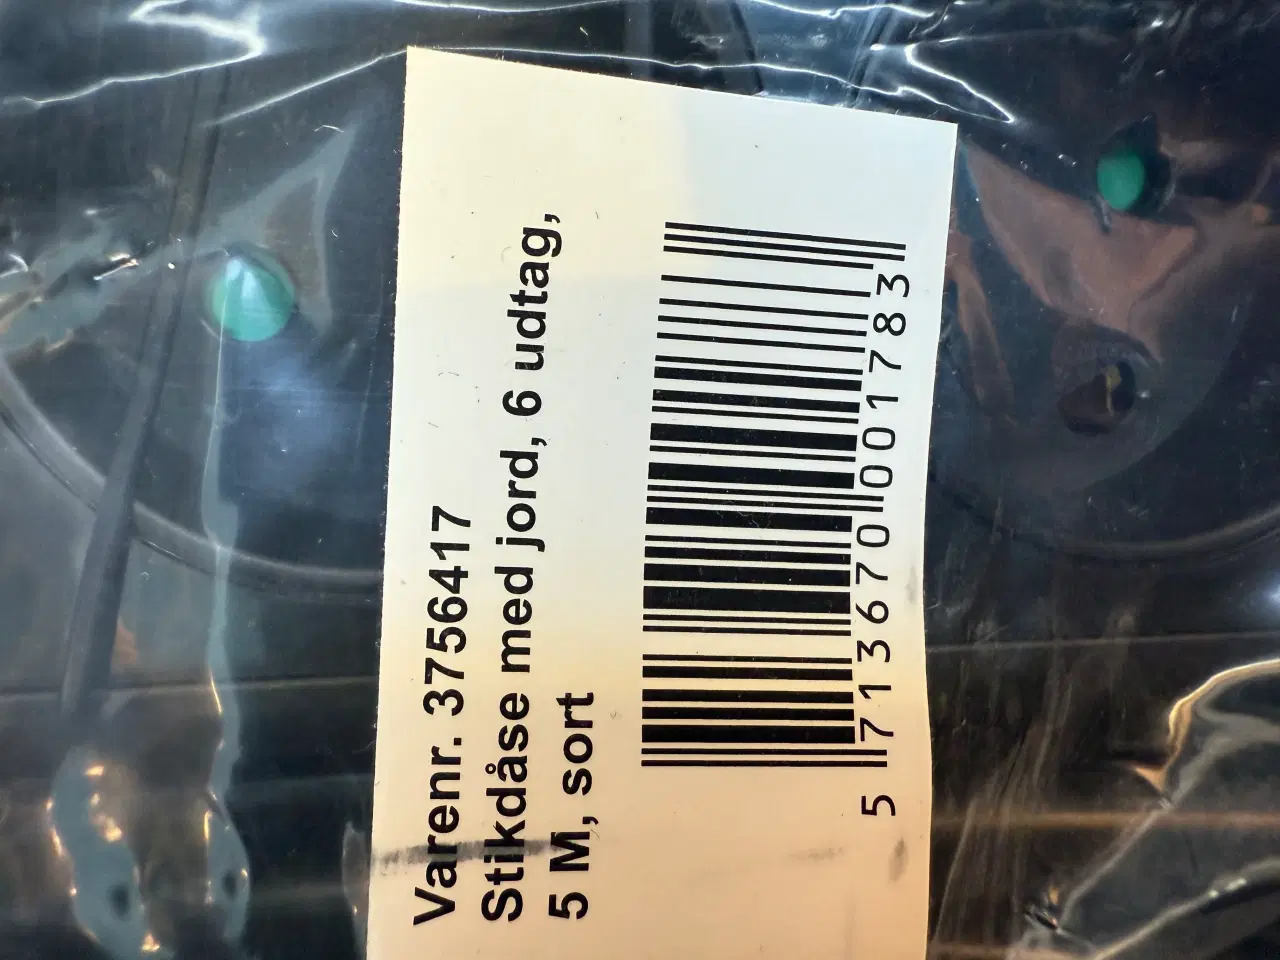 Varenr. 3756417
Stikdåse med jord, 6 udtag,
5 M, sort
5 713670 001783